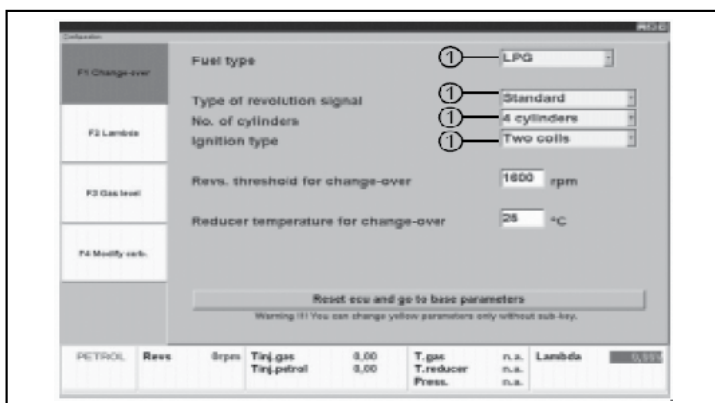 Configuration
F1 Change-over
F2 Lambda
F3 Gas level
F4 Modify carb.
Fuel type ① LPG
Type of revolution signal ① Standard
No. of cylinders ① 4 cylinders
Ignition type ① Two coils
Revs. threshold for change-over 1600 rpm
Reducer temperature for change-over °C
Reset ecu and go to base parameters
Warning !!! You can change yellow parameters only without sub-key.
PETROL Revs 0rpm Tinj.gas 0,00 T.gas n.a. Lambda
Tinj.petrol 0,00 T.reducer n.a.
Press. n.a.